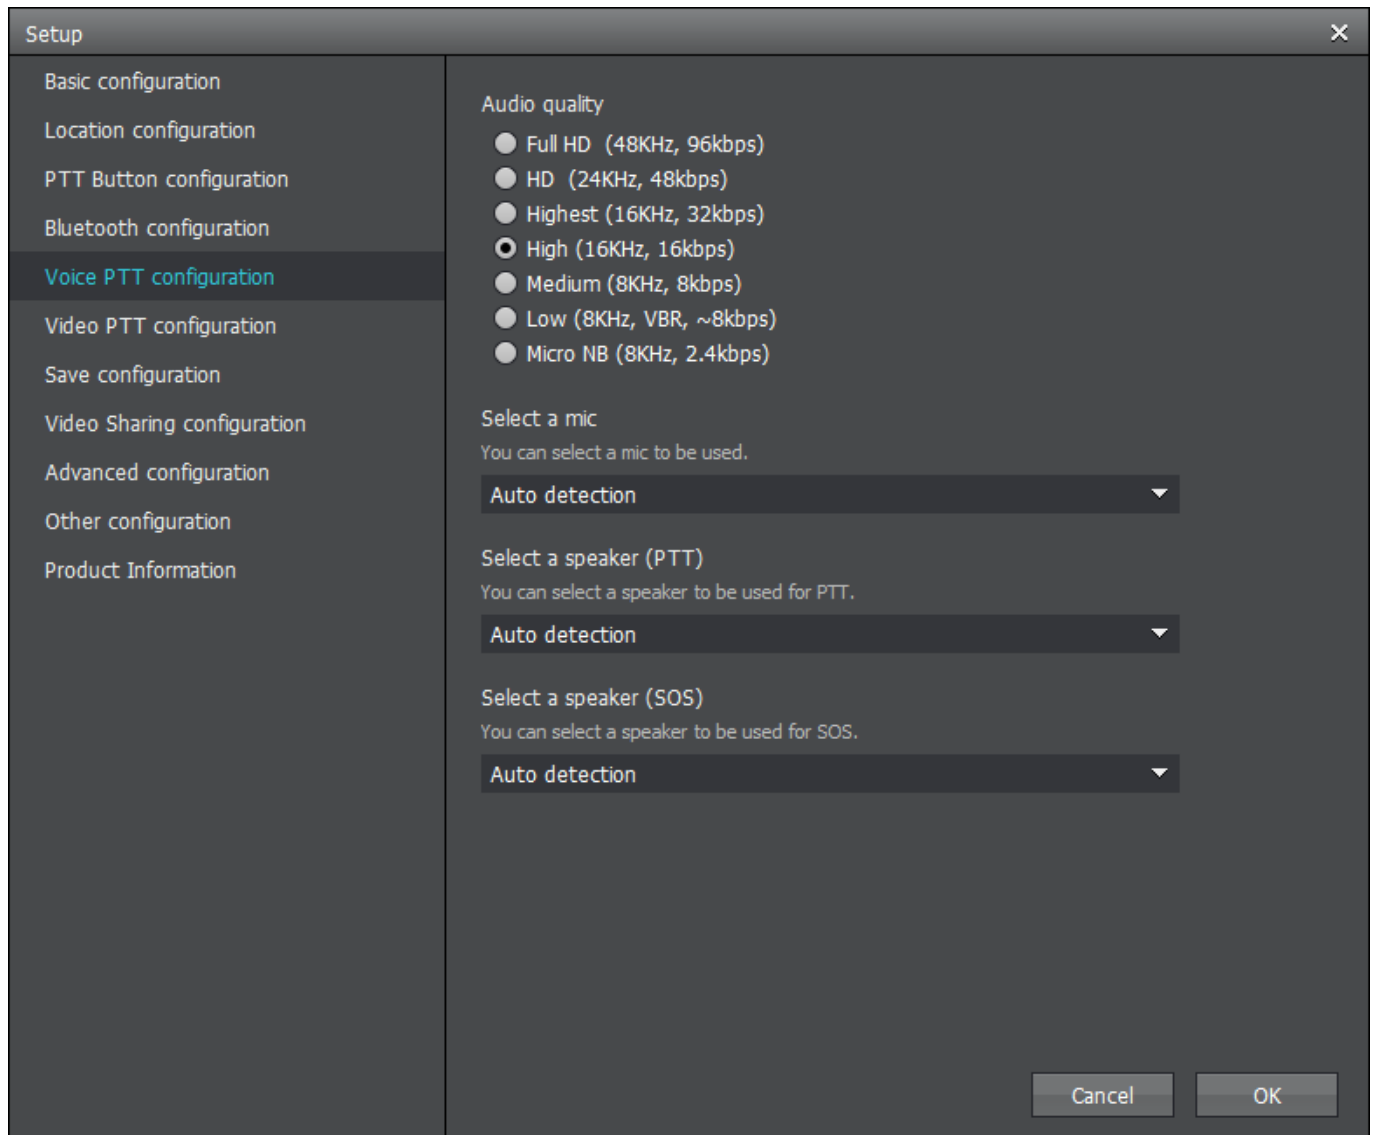 Setup
Basic configuration
Location configuration
PTT Button configuration
Bluetooth configuration
Voice PTT configuration
Video PTT configuration
Save configuration
Video Sharing configuration
Advanced configuration
Other configuration
Product Information
Audio quality
Full HD (48KHz, 96kbps)
HD (24KHz, 48kbps)
Highest (16KHz, 32kbps)
High (16KHz, 16kbps)
Medium (8KHz, 8kbps)
Low (8KHz, VBR, ~8kbps)
Micro NB (8KHz, 2.4kbps)
Select a mic
You can select a mic to be used.
Auto detection
Select a speaker (PTT)
You can select a speaker to be used for PTT.
Auto detection
Select a speaker (SOS)
You can select a speaker to be used for SOS.
Auto detection
Cancel
OK